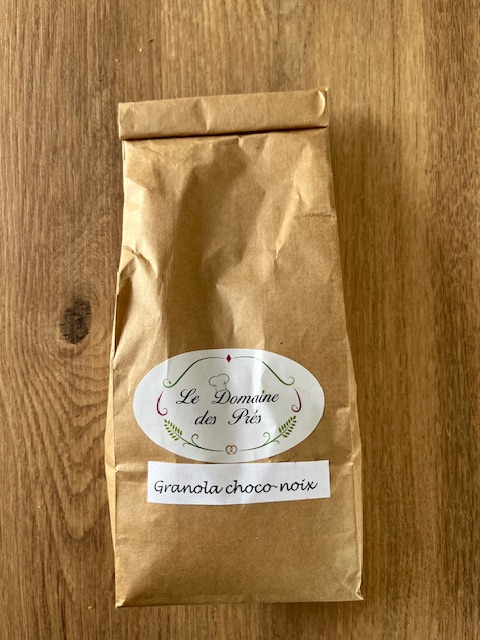 Le Domaine
des Prés
Granola choco-noix